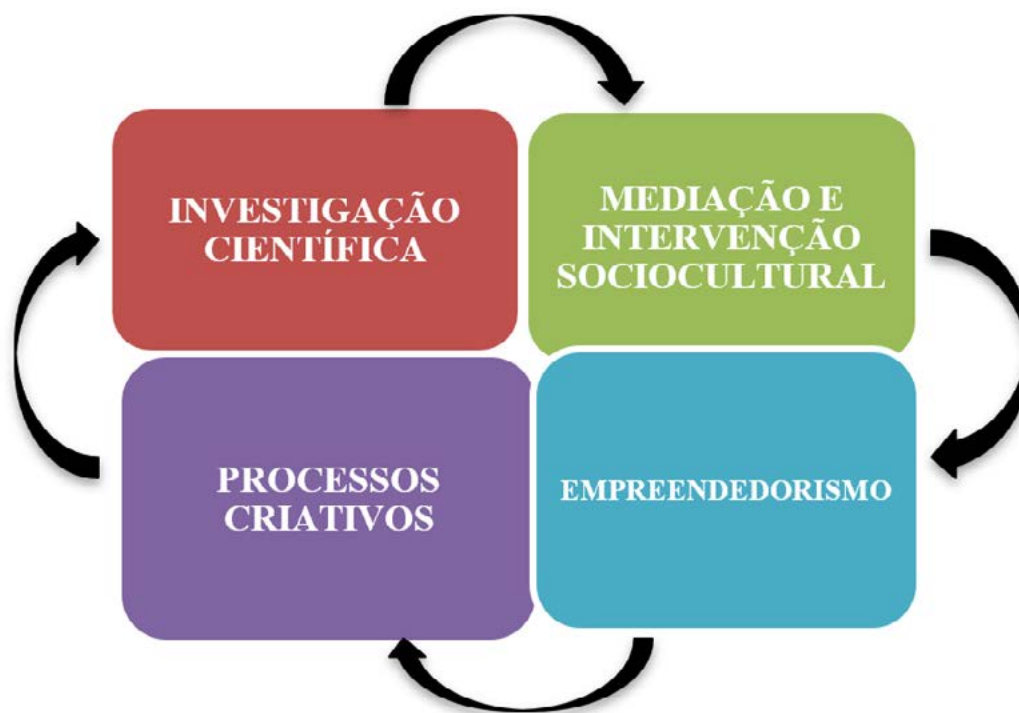 INVESTIGAÇÃO
CIENTÍFICA
MEDIAÇÃO E
INTERVENÇÃO
SOCIOCULTURAL
PROCESSOS
CRIATIVOS
EMPREENDEDORISMO